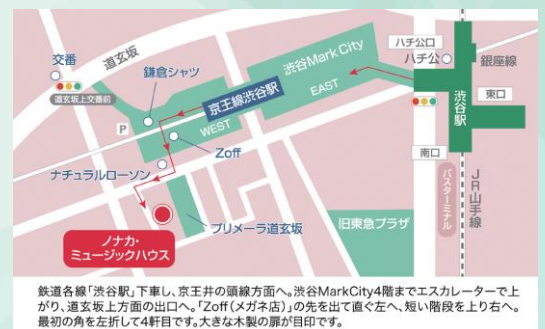 交番
道玄坂
道玄坂上交番前
鎌倉シャツ
渋谷Mark City
ハチ公口
ハチ公
銀座線
京王線渋谷駅
EAST
WEST
渋谷駅
東口
P
Zoff
ナチュラルローソン
南口
バスターミナル
JR山手線
プリメーラ道玄坂
旧東急プラザ
ノナカ・
ミュージックハウス
鉄道各線「渋谷駅」下車し、京王井の頭線方面へ。渋谷MarkCity4階までエスカレーターで上
がり、道玄坂上方面の出口へ。「Zoff(メガネ店)」の先を出て直ぐ左へ、短い階段を上り右へ。
最初の角を左折して4軒目です。大きな木製の扉が目印です。